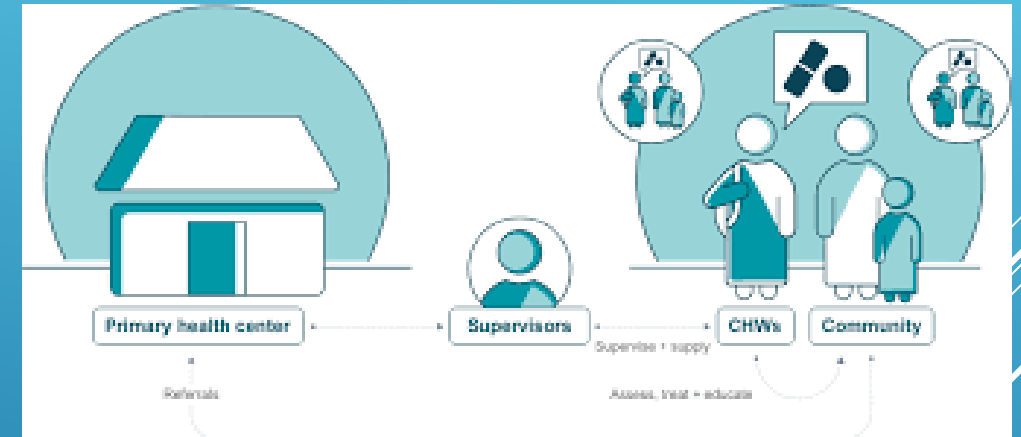 Primary health center
Supervisors
CHWs
Community
Supervise + supply
Referrals
Assess, treat + educate